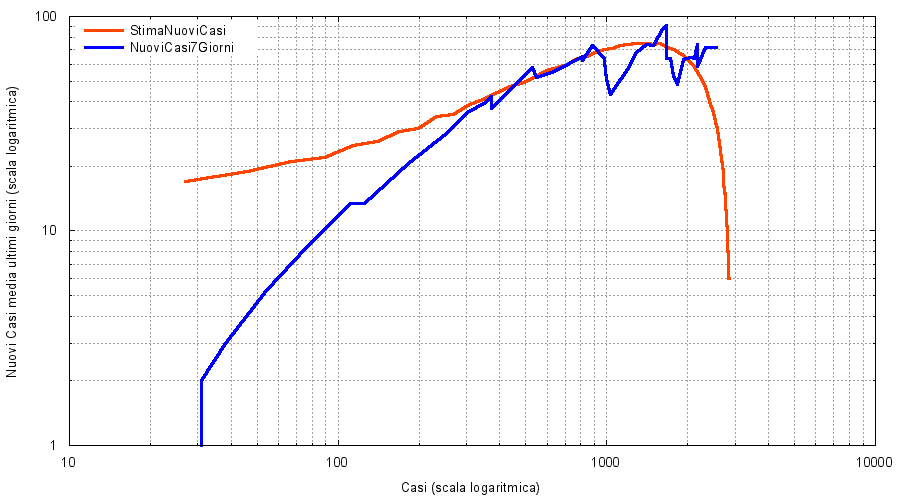 100
StimaNuoviCasi
NuoviCasi7Giorni
Nuovi Casi media ultimi giorni (scala logaritmica)
10
1
10 100 1000 10000
Casi (scala logaritmica)